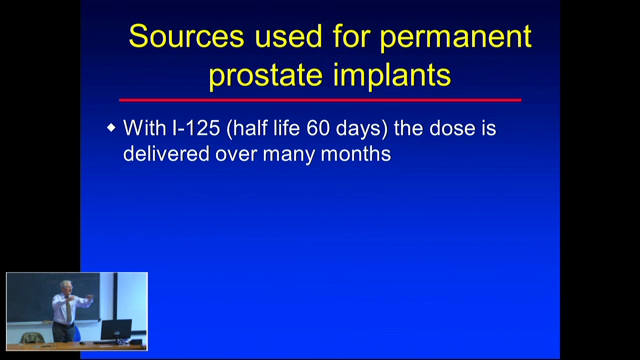 Sources used for permanent
prostate implants
With I-125 (half life 60 days) the dose is
delivered over many months